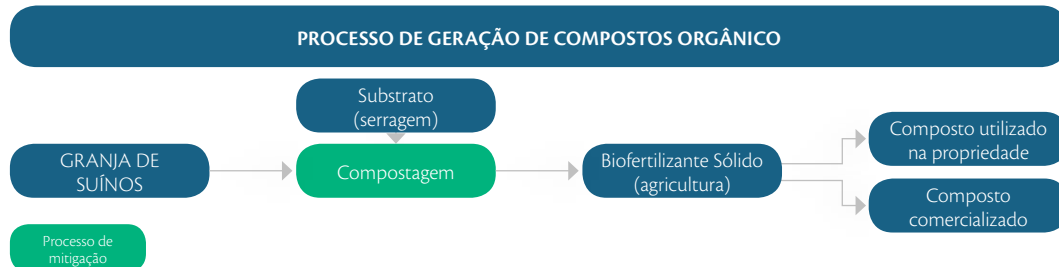 PROCESSO DE GERAÇÃO DE COMPOSTOS ORGÂNICO
Substrato
(serragem)
GRANJA DE
SUÍNOS
Compostagem
Biofertilizante Sólido
(agricultura)
Composto utilizado
na propriedade
Composto
comercializado
Processo de
mitigação